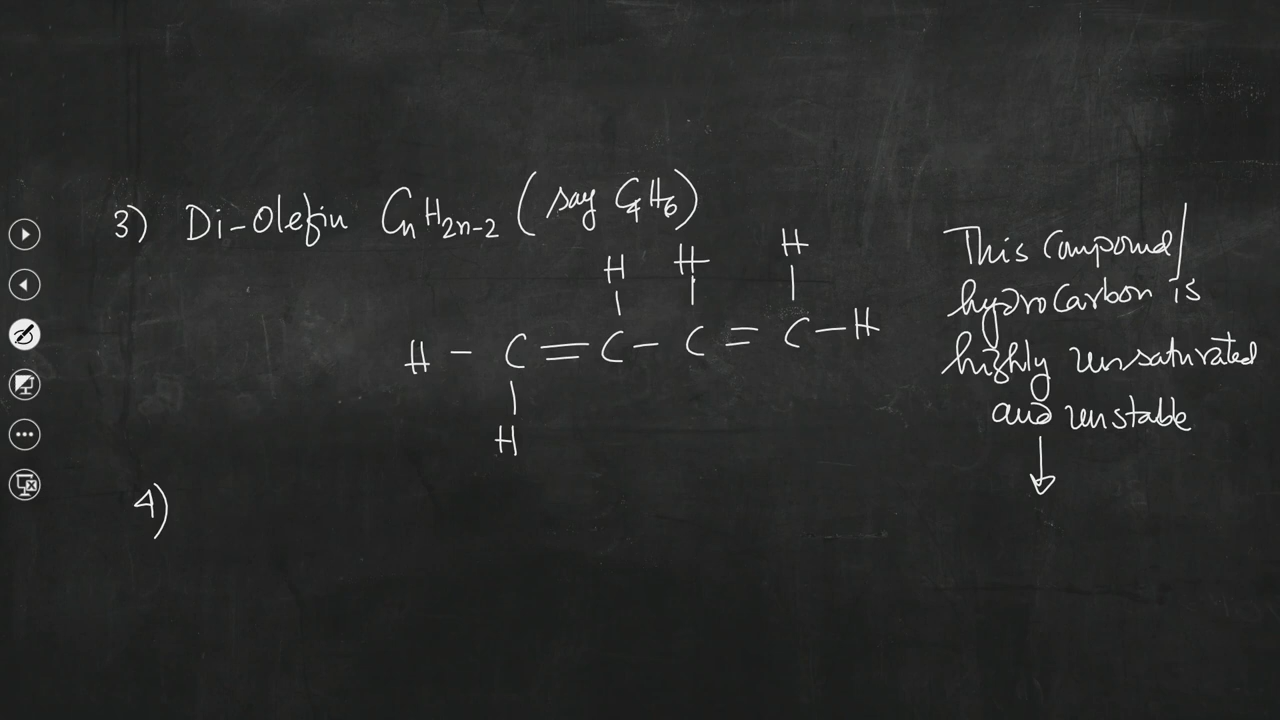 3) Di-Olefin CnH2n-2 (say C4H6)
H H H
H - C = C - C = C - H
H
This compound/
hydrocarbon is
highly unsaturated
and unstable
↓
4)